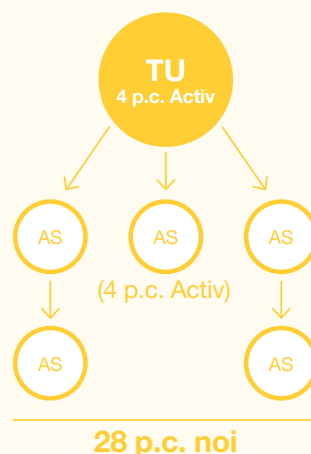 TU
4 p.c. Activ
AS AS AS
(4 p.c. Activ)
AS AS
28 p.c. noi